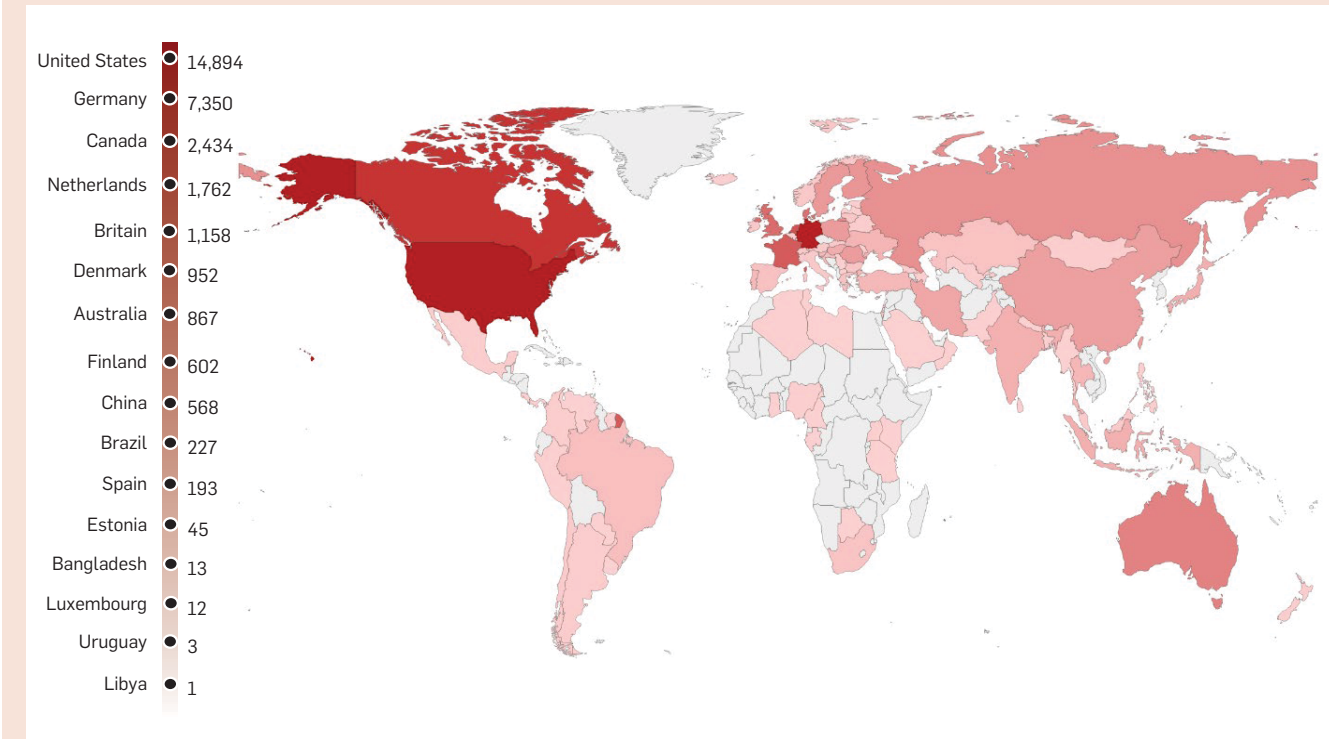 United States 14,894
Germany 7,350
Canada 2,434
Netherlands 1,762
Britain 1,158
Denmark 952
Australia 867
Finland 602
China 568
Brazil 227
Spain 193
Estonia 45
Bangladesh 13
Luxembourg 12
Uruguay 3
Libya 1